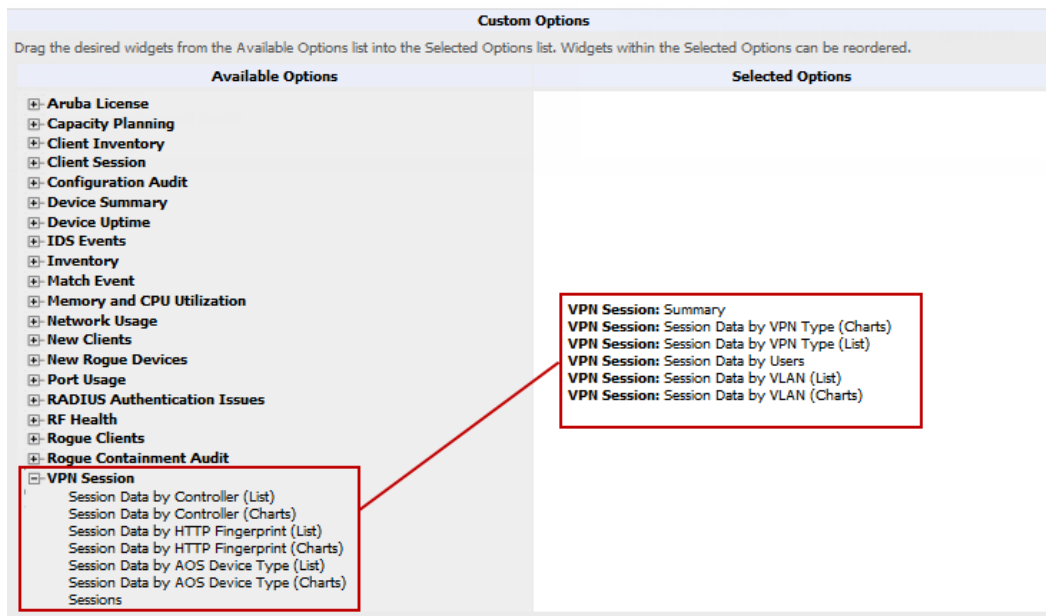 Custom Options
Drag the desired widgets from the Available Options list into the Selected Options list. Widgets within the Selected Options can be reordered.
Available Options
Selected Options
Aruba License
Capacity Planning
Client Inventory
Client Session
Configuration Audit
Device Summary
Device Uptime
IDS Events
Inventory
Match Event
Memory and CPU Utilization
Network Usage
New Clients
New Rogue Devices
Port Usage
RADIUS Authentication Issues
RF Health
Rogue Clients
Rogue Containment Audit
VPN Session
Session Data by Controller (List)
Session Data by Controller (Charts)
Session Data by HTTP Fingerprint (List)
Session Data by HTTP Fingerprint (Charts)
Session Data by AOS Device Type (List)
Session Data by AOS Device Type (Charts)
Sessions
VPN Session: Summary
VPN Session: Session Data by VPN Type (Charts)
VPN Session: Session Data by VPN Type (List)
VPN Session: Session Data by Users
VPN Session: Session Data by VLAN (List)
VPN Session: Session Data by VLAN (Charts)